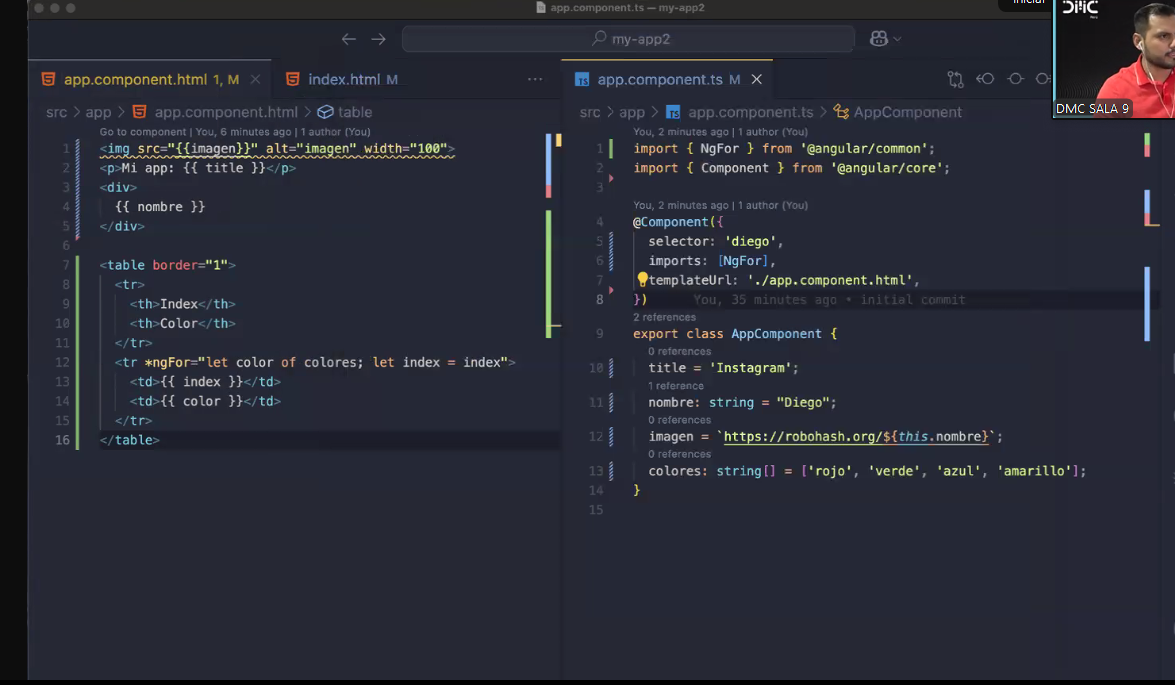 app.component.ts — my-app2
my-app2
app.component.html 1, M
index.html M
src > app > app.component.html > table
Go to component | You, 6 minutes ago | 1 author (You)
1 <img src="{{imagen}}" alt="imagen" width="100">
2 <p>Mi app: {{ title }}</p>
3 <div>
4 {{ nombre }}
5 </div>
6
7 <table border="1">
8 <tr>
9 <th>Index</th>
10 <th>Color</th>
11 </tr>
12 <tr *ngFor="let color of colores; let index = index">
13 <td>{{ index }}</td>
14 <td>{{ color }}</td>
15 </tr>
16 </table>
TS app.component.ts M
src > app > TS app.component.ts > AppComponent
You, 2 minutes ago | 1 author (You)
1 import { NgFor } from '@angular/common';
2 import { Component } from '@angular/core';
3
You, 2 minutes ago | 1 author (You)
4 @Component({
5 selector: 'diego',
6 imports: [NgFor],
7 templateUrl: './app.component.html',
8 }) You, 35 minutes ago • initial commit
2 references
9 export class AppComponent {
0 references
10 title = 'Instagram';
1 reference
11 nombre: string = "Diego";
0 references
12 imagen = `https://robohash.org/${this.nombre}`;
0 references
13 colores: string[] = ['rojo', 'verde', 'azul', 'amarillo'];
14 }
15
DMC
DMC SALA 9